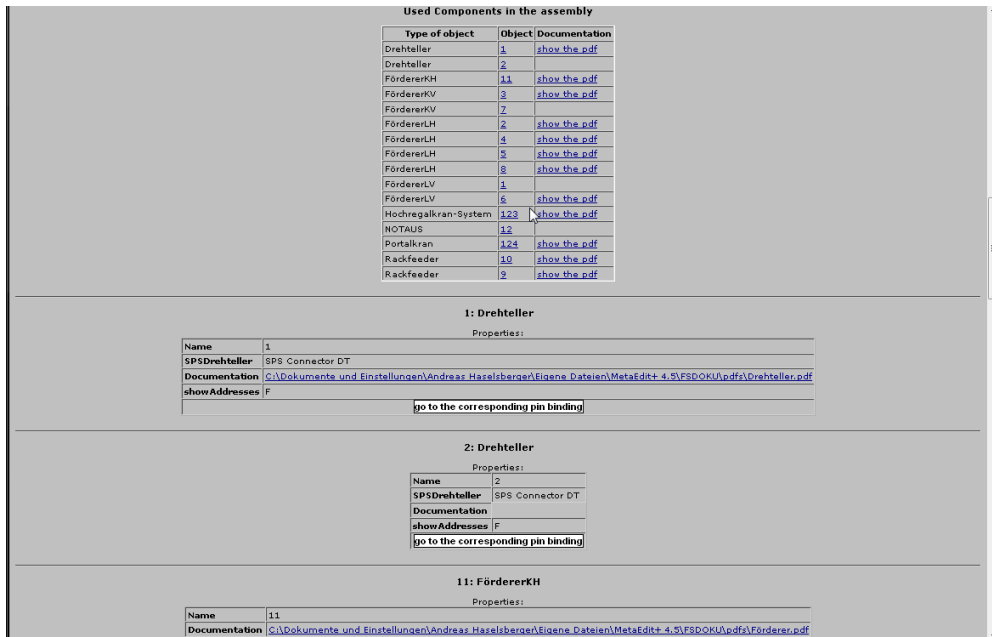 Used Components in the assembly
Type of object Object Documentation
Drehteller 1 show the pdf
Drehteller 2
FördererKH 11 show the pdf
FördererKV 3 show the pdf
FördererKV 7
FördererLH 2 show the pdf
FördererLH 4 show the pdf
FördererLH 5 show the pdf
FördererLH 8 show the pdf
FördererLV 1
FördererLV 6 show the pdf
Hochregalkran-System 123 show the pdf
NOTAUS 12
Portalkran 124 show the pdf
Rackfeeder 10 show the pdf
Rackfeeder 9 show the pdf
1: Drehteller
Properties:
Name 1
SPSDrehteller SPS Connector DT
Documentation C:\Dokumente und Einstellungen\Andreas Haselsberger\Eigene Dateien\MetaEdit+ 4.5\FSDOKU\pdfs\Drehteller.pdf
showAddresses F
go to the corresponding pin binding
2: Drehteller
Properties:
Name 2
SPSDrehteller SPS Connector DT
Documentation
showAddresses F
go to the corresponding pin binding
11: FördererKH
Properties:
Name 11
Documentation C:\Dokumente und Einstellungen\Andreas Haselsberger\Eigene Dateien\MetaEdit+ 4.5\FSDOKU\pdfs\Förderer.pdf